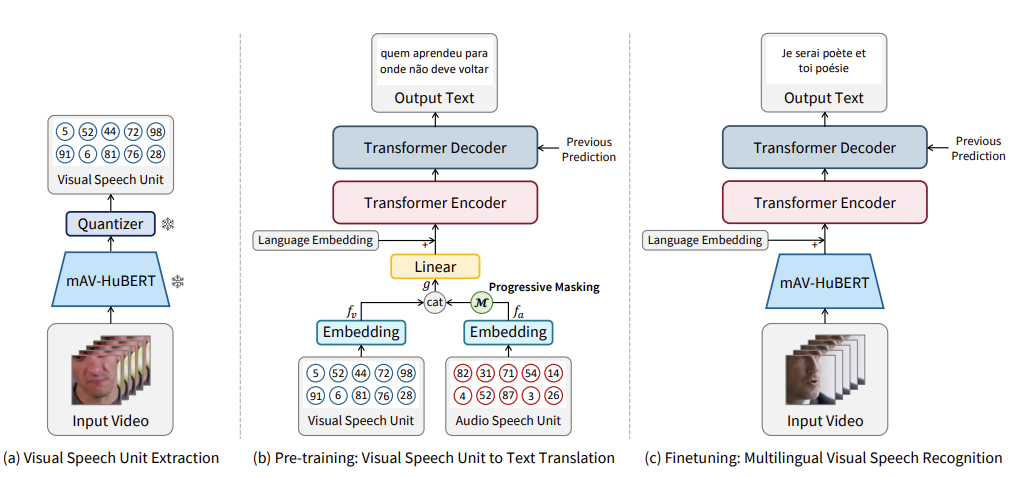 5 52 44 72 98
91 6 81 76 28
Visual Speech Unit
Quantizer
mAV-HuBERT
Input Video
(a) Visual Speech Unit Extraction
quem aprendeu para
onde não deve voltar
Output Text
Transformer Decoder
Previous
Prediction
Transformer Encoder
Language Embedding
+
Linear
g
Progressive Masking
cat
M
fv
fa
Embedding
Embedding
5 52 44 72 98
91 6 81 76 28
Visual Speech Unit
82 31 71 54 14
4 52 87 3 26
Audio Speech Unit
(b) Pre-training: Visual Speech Unit to Text Translation
Je serai poète et
toi poésie
Output Text
Transformer Decoder
Previous
Prediction
Transformer Encoder
Language Embedding
+
mAV-HuBERT
Input Video
(c) Finetuning: Multilingual Visual Speech Recognition